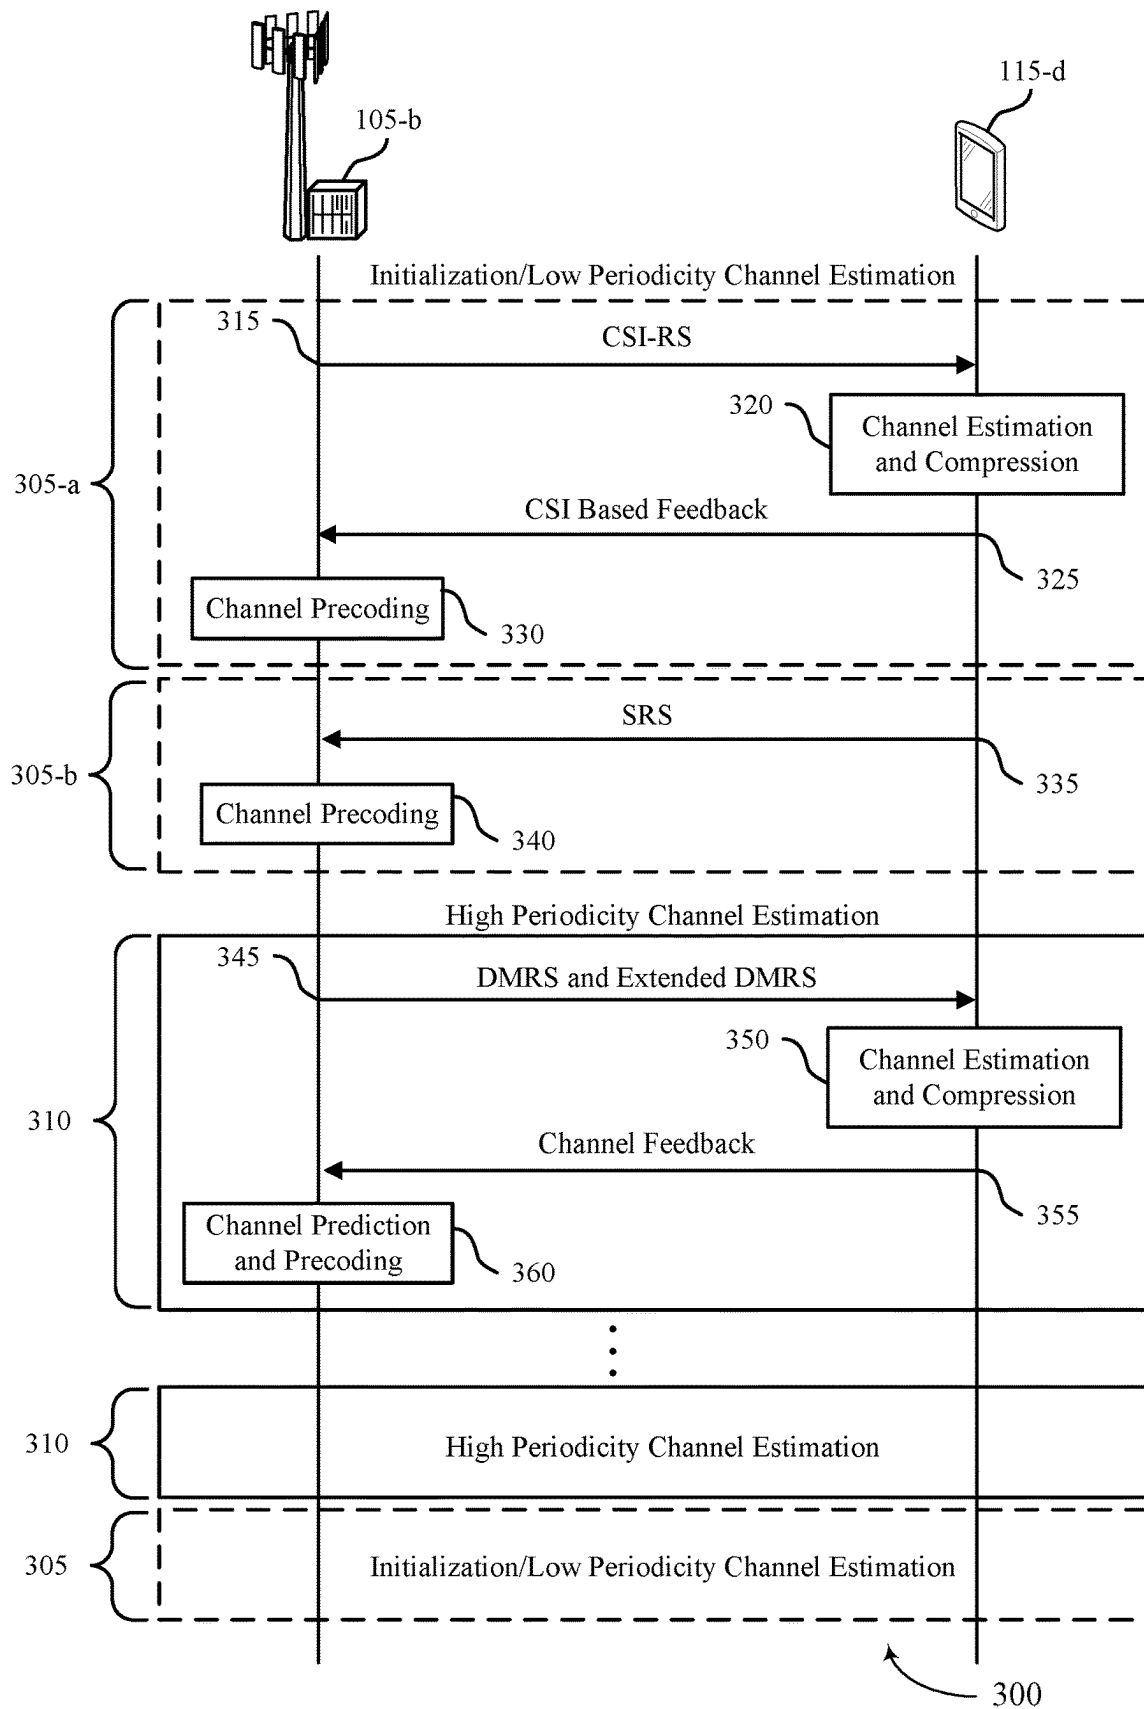 105-b
115-d
Initialization/Low Periodicity Channel Estimation
315
CSI-RS
320
Channel Estimation
and Compression
305-a
CSI Based Feedback
325
Channel Precoding
330
SRS
305-b
335
Channel Precoding
340
High Periodicity Channel Estimation
345
DMRS and Extended DMRS
350
Channel Estimation
and Compression
310
Channel Feedback
355
Channel Prediction
and Precoding
360
310
High Periodicity Channel Estimation
305
Initialization/Low Periodicity Channel Estimation
300